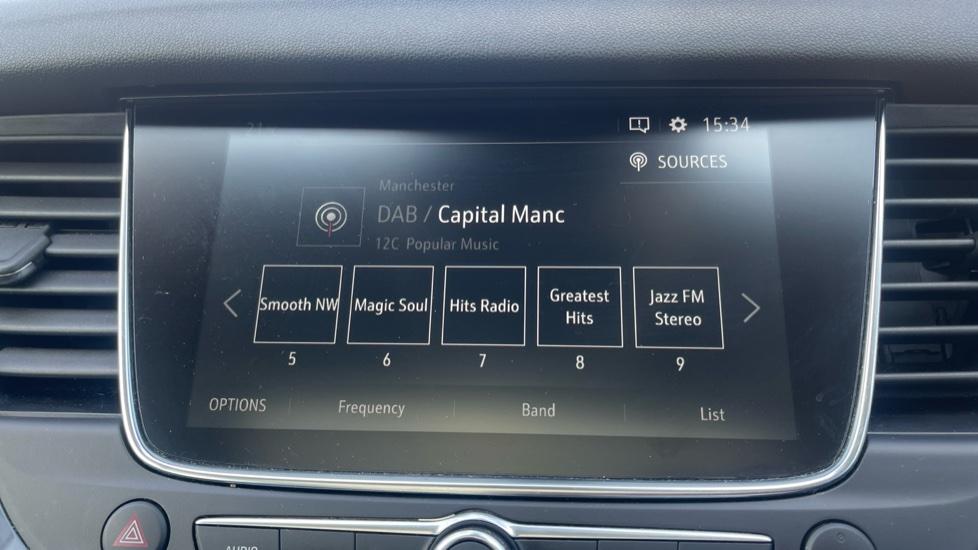 15:34
SOURCES
Manchester
DAB / Capital Manc
12C Popular Music
Smooth NW
Magic Soul
Hits Radio
Greatest
Hits
Jazz FM
Stereo
5
6
7
8
9
OPTIONS
Frequency
Band
List
AUDIO